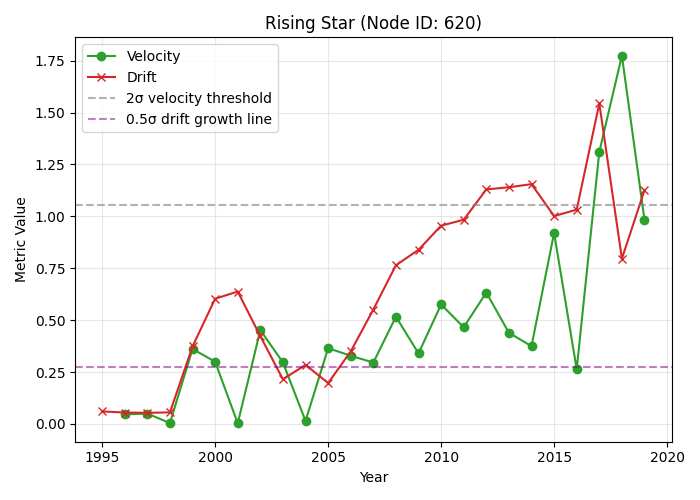 Rising Star (Node ID: 620)
Velocity
Drift
2σ velocity threshold
0.5σ drift growth line
Metric Value
1.75
1.50
1.25
1.00
0.75
0.50
0.25
0.00
1995 2000 2005 2010 2015 2020
Year